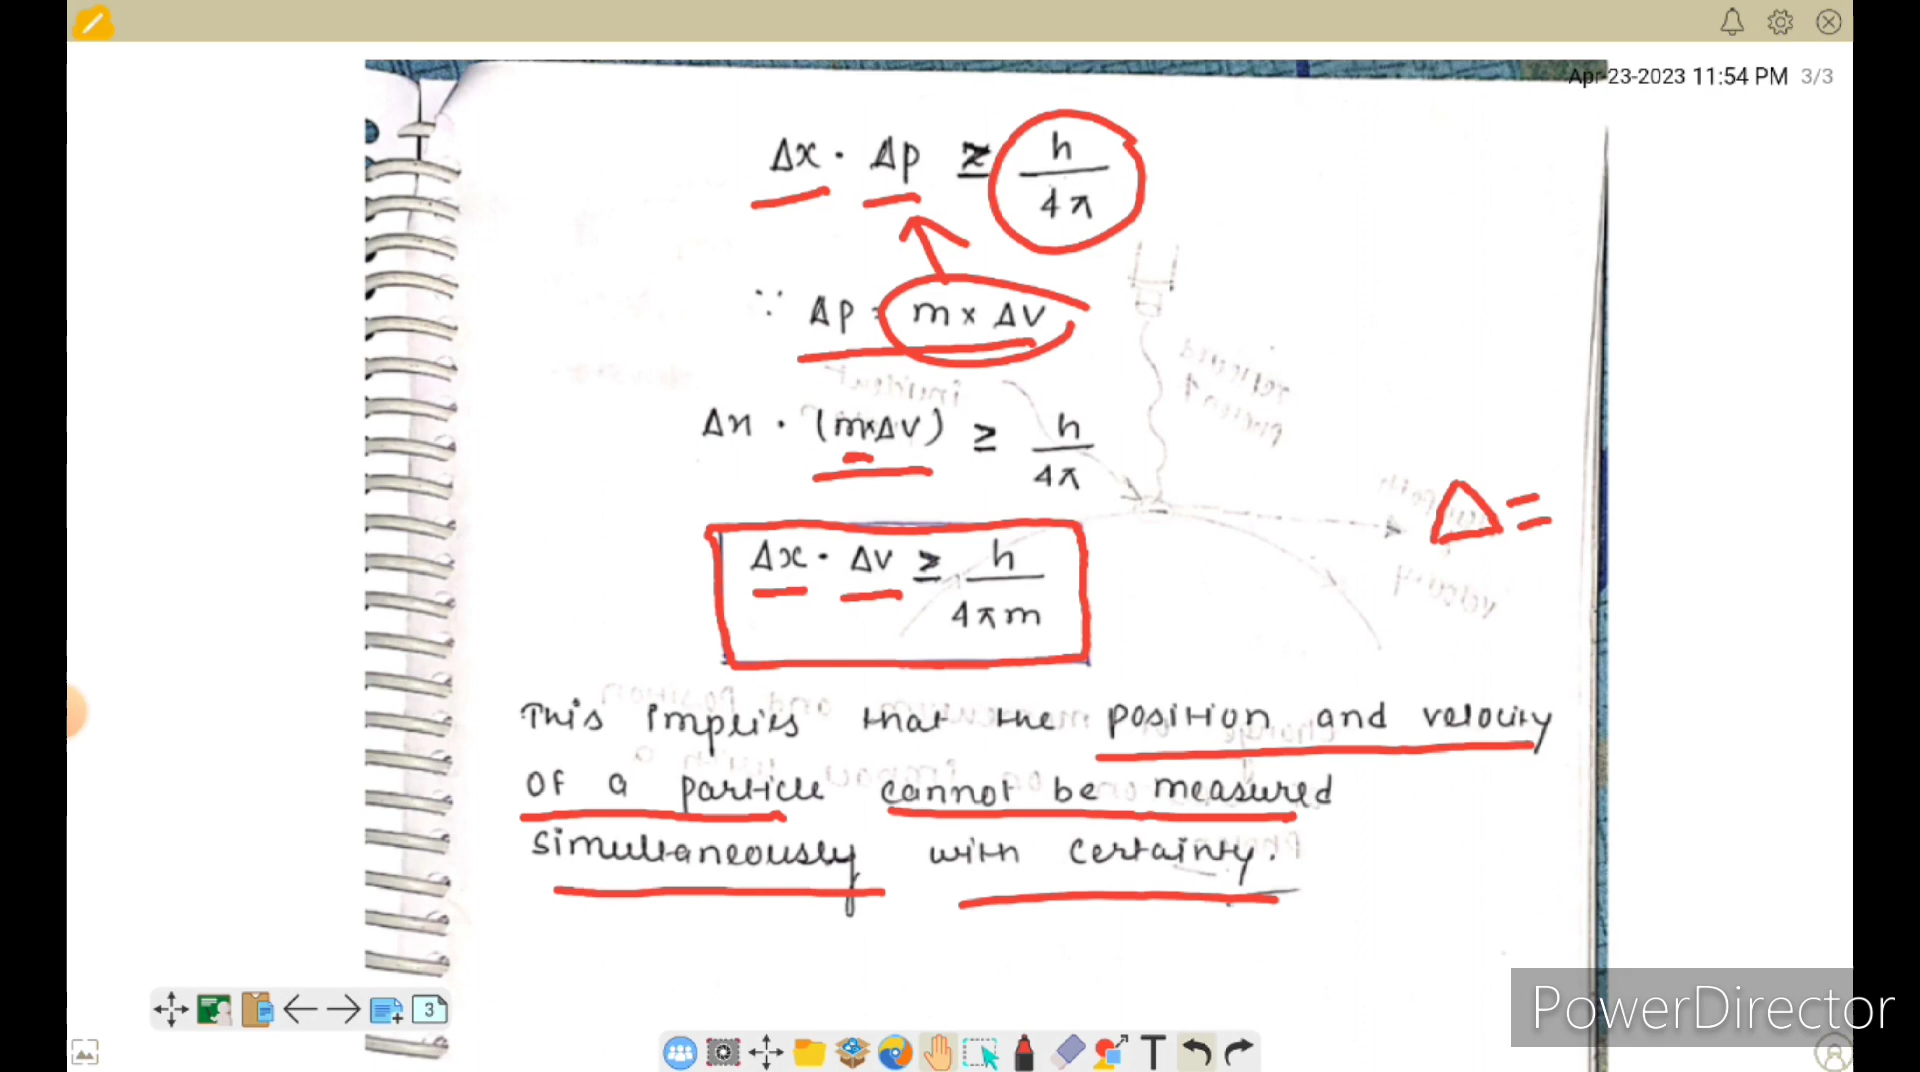 Apr-23-2023 11:54 PM 3/3
Δx · Δp ≥ h/4π
∵ Δp = m × Δv
Δx · (m×Δv) ≥ h/4π
Δ =
Δx · Δv ≥ h/4πm
This implies that the position and velocity
of a particle cannot be measured
simultaneously with certainty.
3
T
PowerDirector